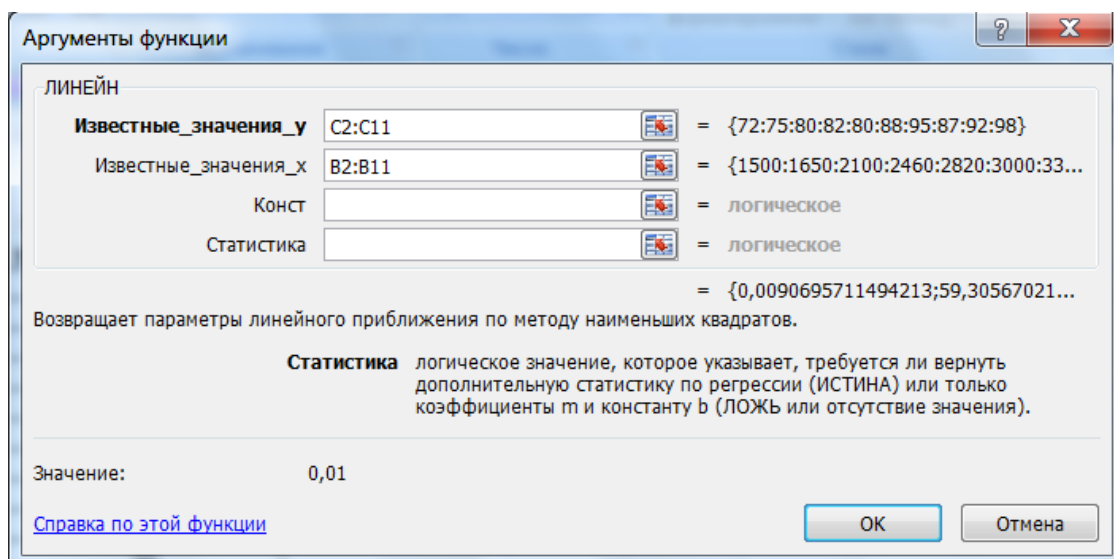 Аргументы функции
ЛИНЕЙН
Известные_значения_y C2:C11 = {72:75:80:82:80:88:95:87:92:98}
Известные_значения_x B2:B11 = {1500:1650:2100:2460:2820:3000:33...
Конст = логическое
Статистика = логическое
= {0,0090695711494213;59,30567021...
Возвращает параметры линейного приближения по методу наименьших квадратов.
Статистика логическое значение, которое указывает, требуется ли вернуть
дополнительную статистику по регрессии (ИСТИНА) или только
коэффициенты m и константу b (ЛОЖЬ или отсутствие значения).
Значение: 0,01
Справка по этой функции
ОК
Отмена